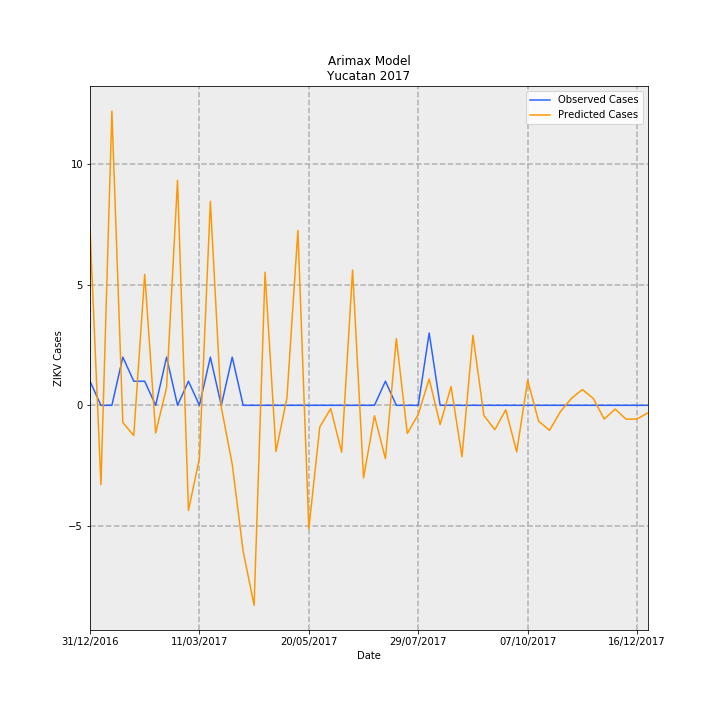 Arimax Model
Yucatan 2017
Observed Cases
Predicted Cases
ZIKV Cases
10
5
0
−5
31/12/2016
11/03/2017
20/05/2017
29/07/2017
07/10/2017
16/12/2017
Date